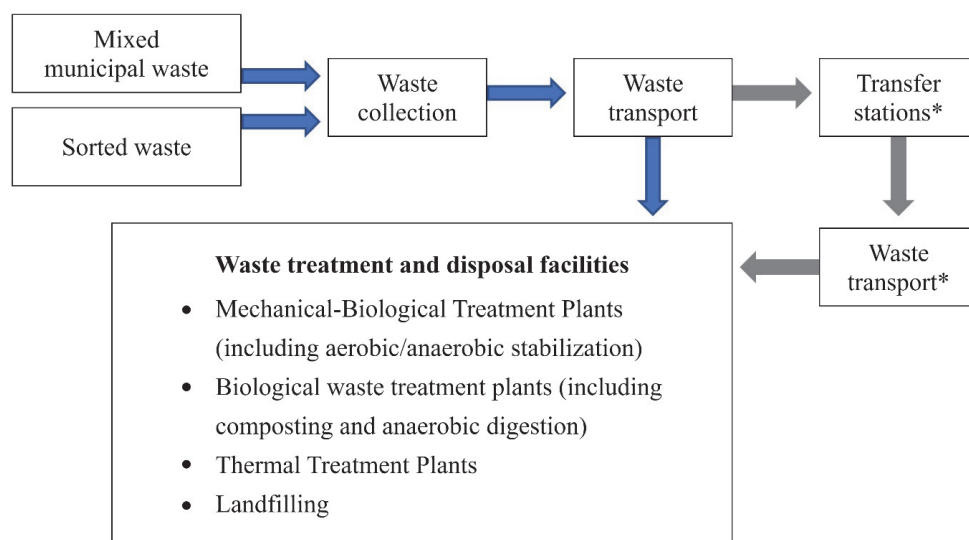 Mixed
municipal waste
Sorted waste
Waste
collection
Waste
transport
Transfer
stations*
Waste
transport*
Waste treatment and disposal facilities
• Mechanical-Biological Treatment Plants
(including aerobic/anaerobic stabilization)
• Biological waste treatment plants (including
composting and anaerobic digestion)
• Thermal Treatment Plants
• Landfilling